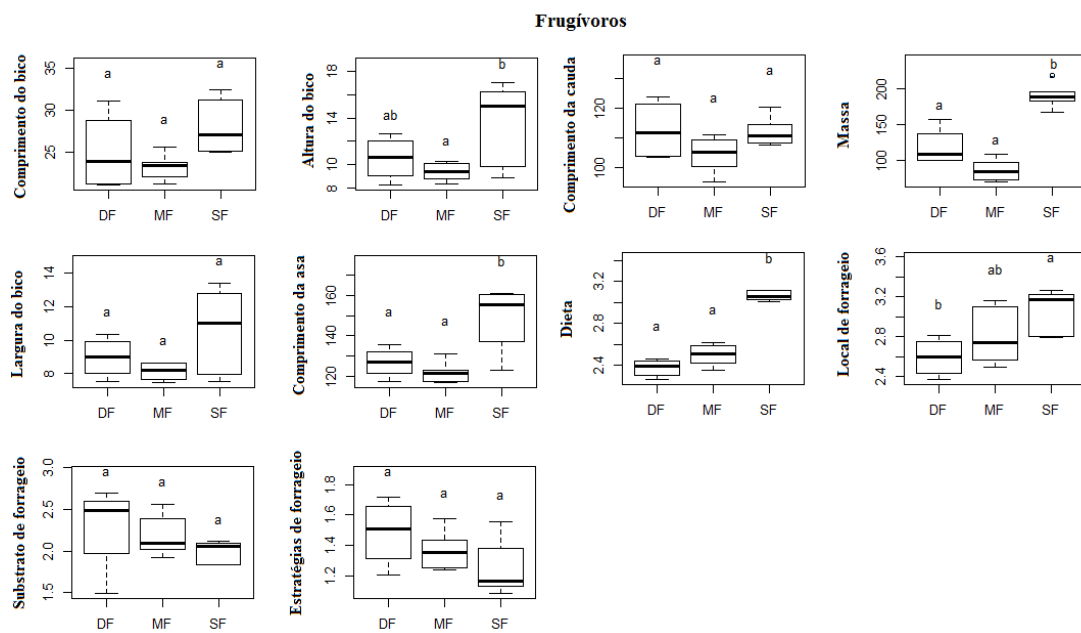 Frugívoros
Comprimento do bico
35
30
25
a
a
a
DF MF SF
Altura do bico
18
16
14
12
10
8
ab
a
b
DF MF SF
Comprimento da cauda
120
100
a
a
a
DF MF SF
Massa
200
150
100
a
a
b
DF MF SF
Largura do bico
14
12
10
8
a
a
a
DF MF SF
Comprimento da asa
160
140
130
120
a
a
b
DF MF SF
Dieta
3.2
2.8
2.4
a
a
b
DF MF SF
Local de forrageio
3.6
3.2
2.8
2.4
b
ab
a
DF MF SF
Substrato de forrageio
3.0
2.5
2.0
1.5
a
a
a
DF MF SF
Estratégias de forrageio
1.8
1.6
1.4
1.2
a
a
a
DF MF SF